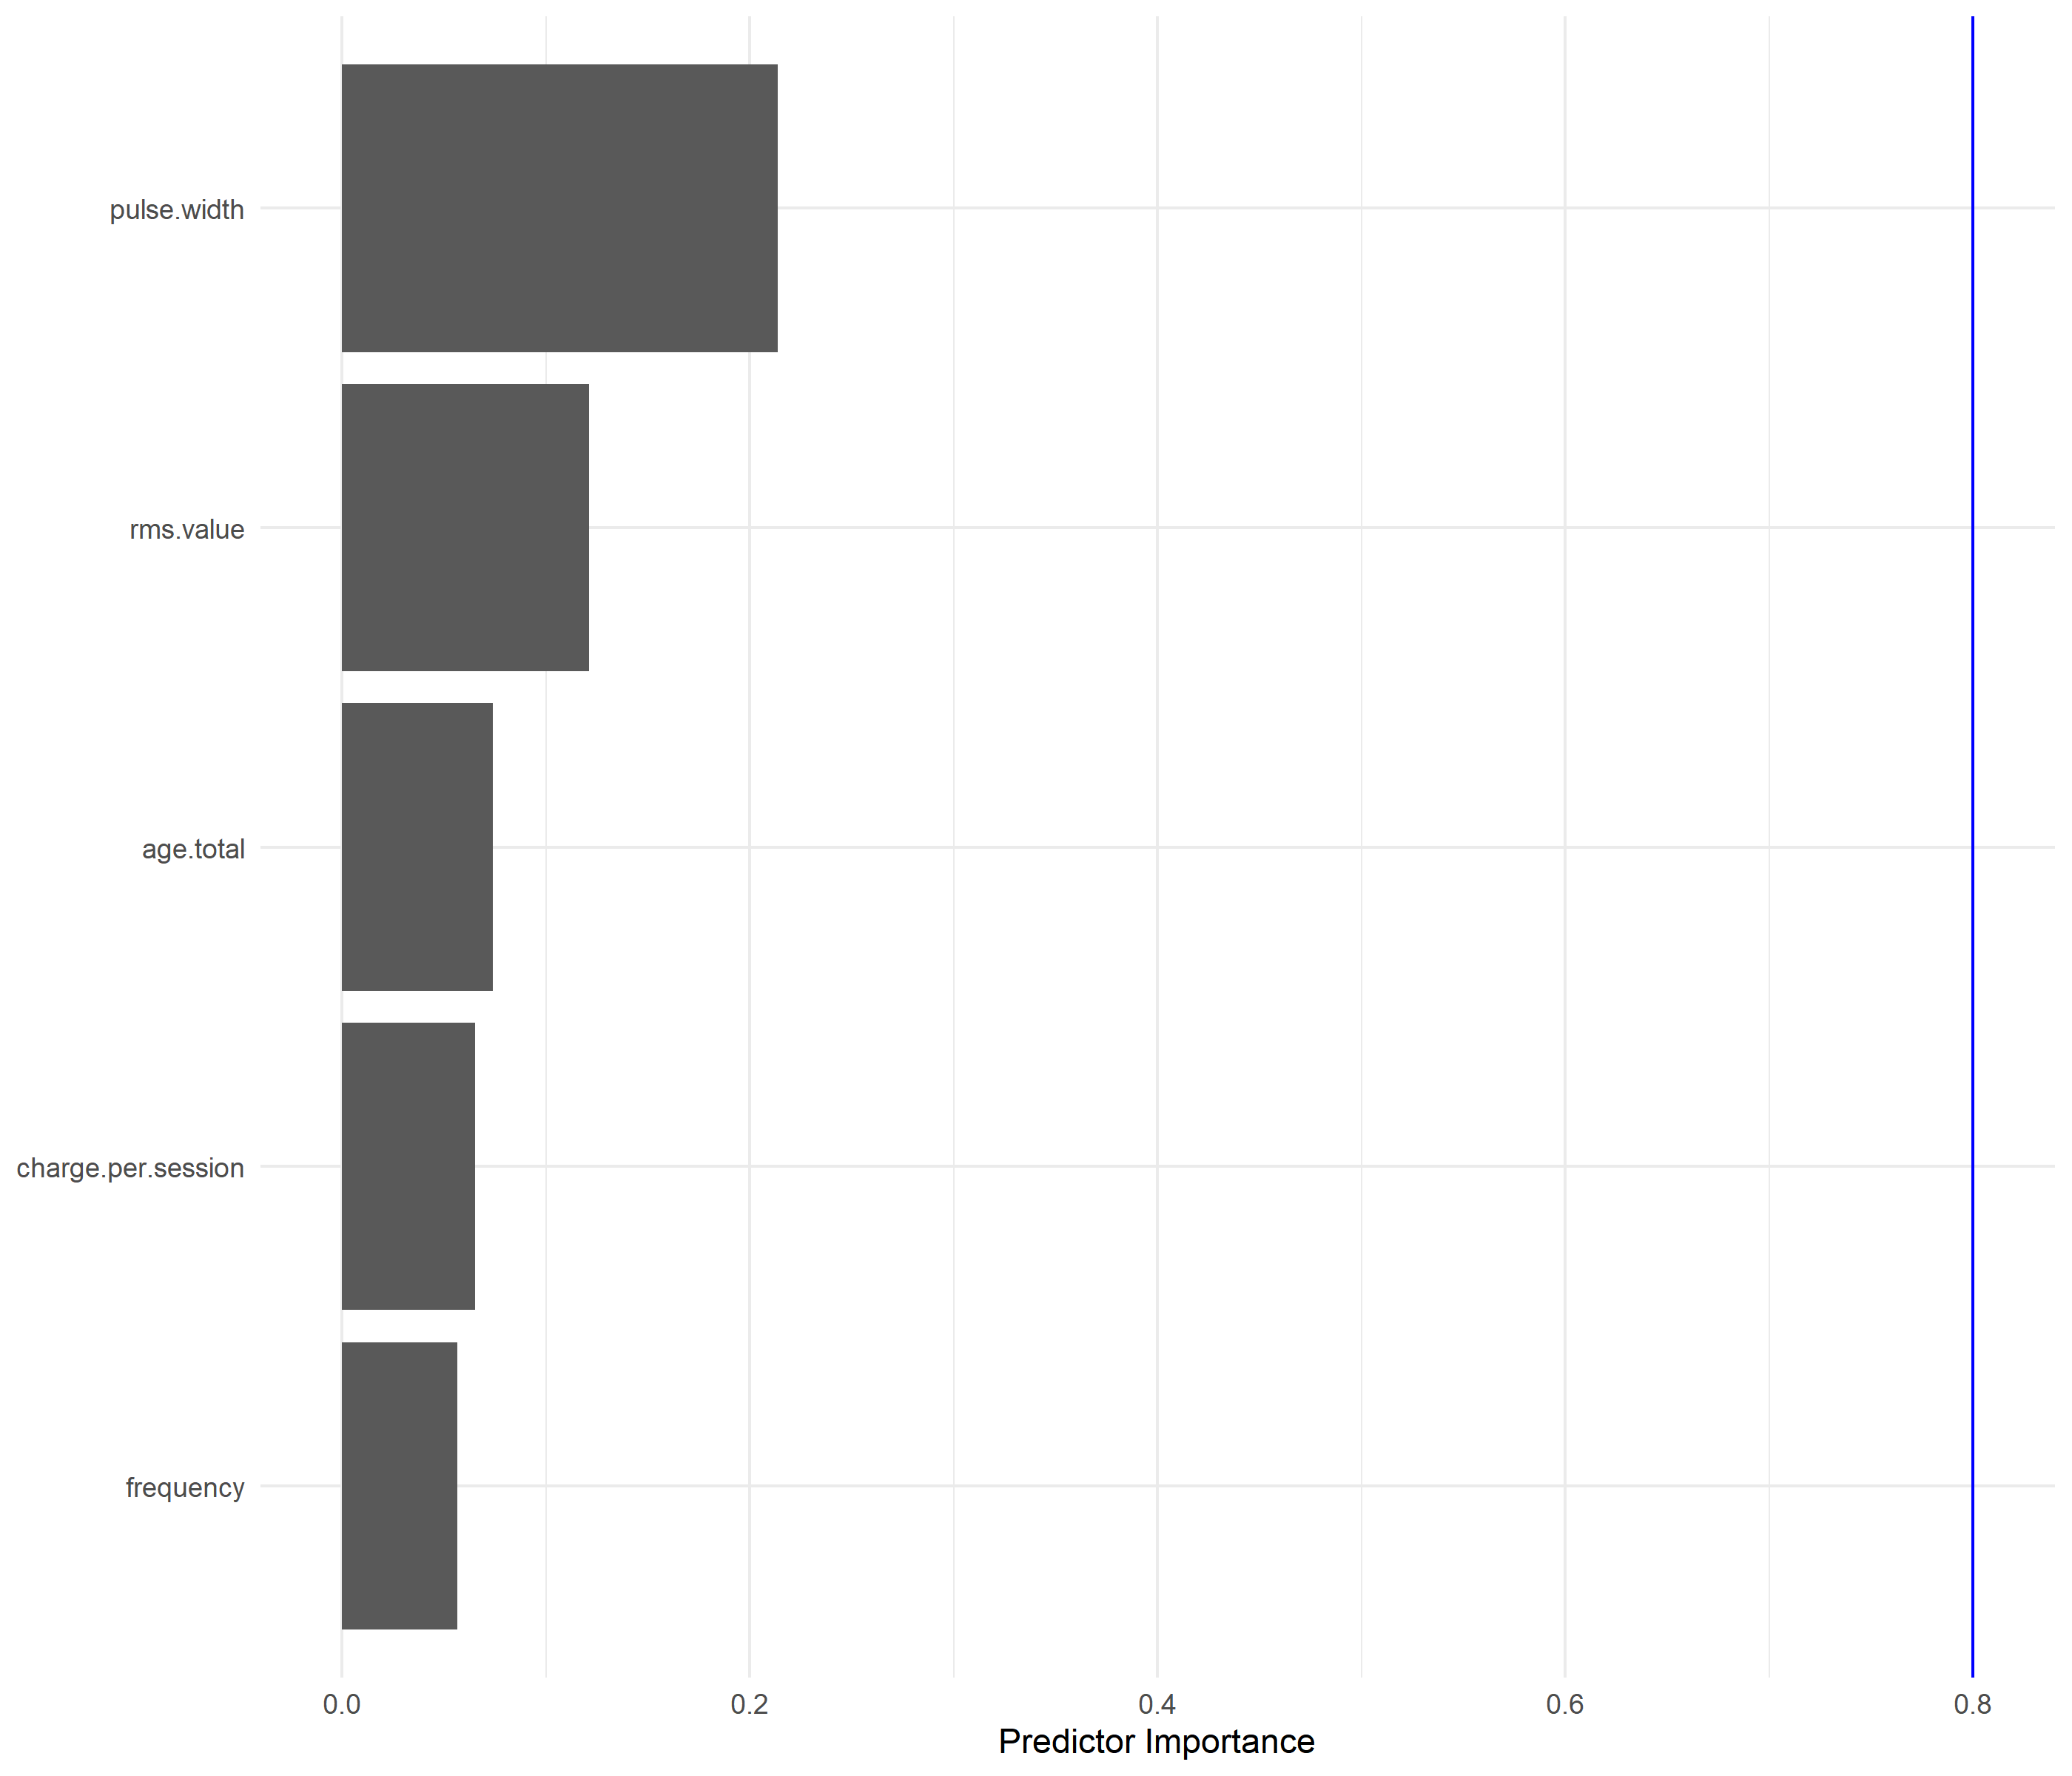 pulse.width
rms.value
age.total
charge.per.session
frequency
0.0 0.2 0.4 0.6 0.8
Predictor Importance